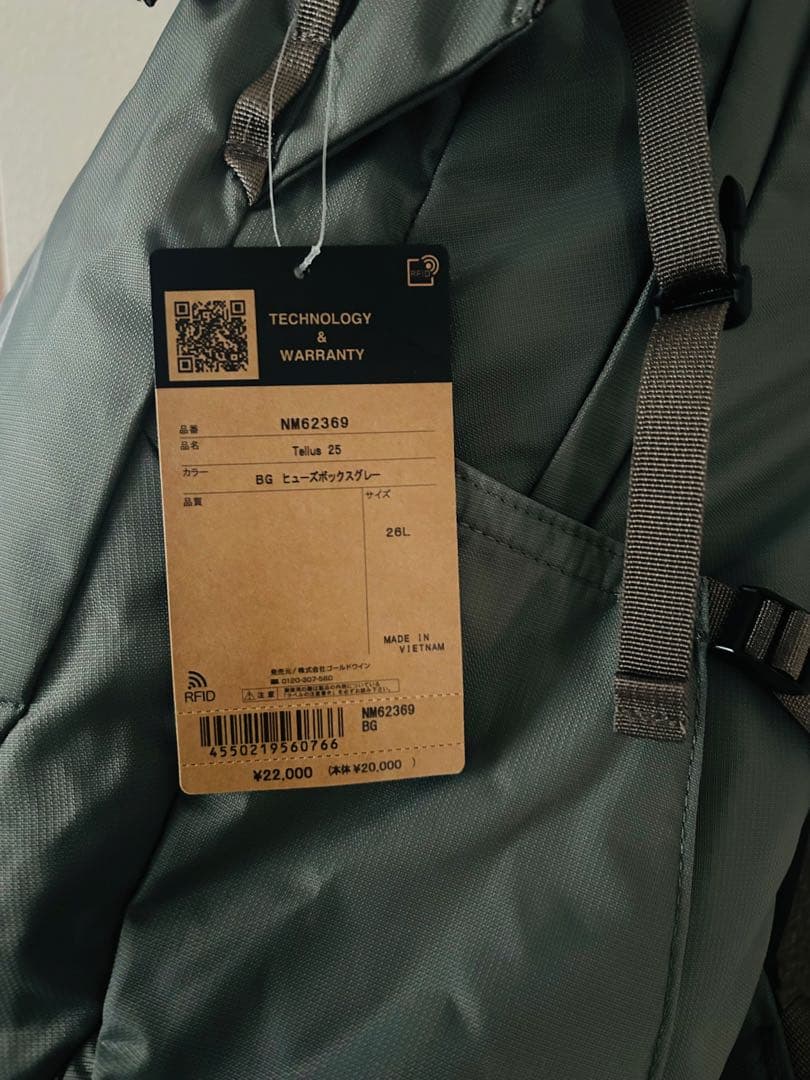 RFID
TECHNOLOGY
&
WARRANTY
品番 NM62369
品名 Tellus 25
カラー BG ヒューズボックスグレー
品質
サイズ
26L
MADE IN
VIETNAM
発売元/株式会社ゴールドウイン
☎ 0120-307-560
RFID
⚠注意
NM62369
BG
4550219560766
¥22,000 (本体¥20,000 )